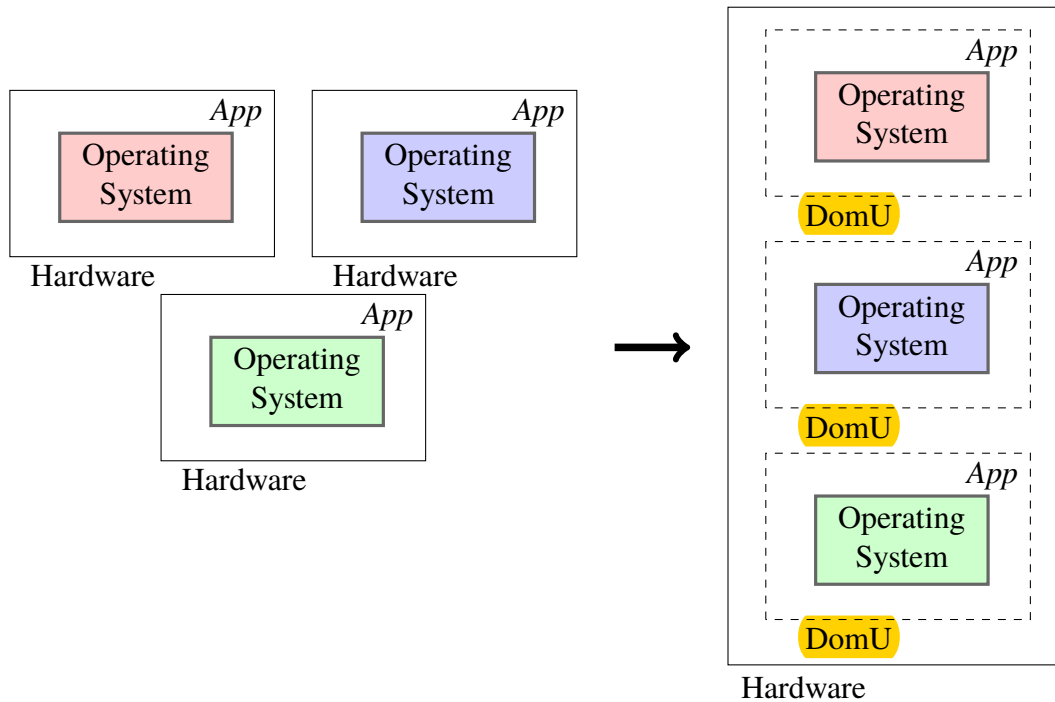 App
Operating
System
Hardware
App
Operating
System
Hardware
App
Operating
System
Hardware
App
Operating
System
DomU
App
Operating
System
DomU
App
Operating
System
DomU
Hardware